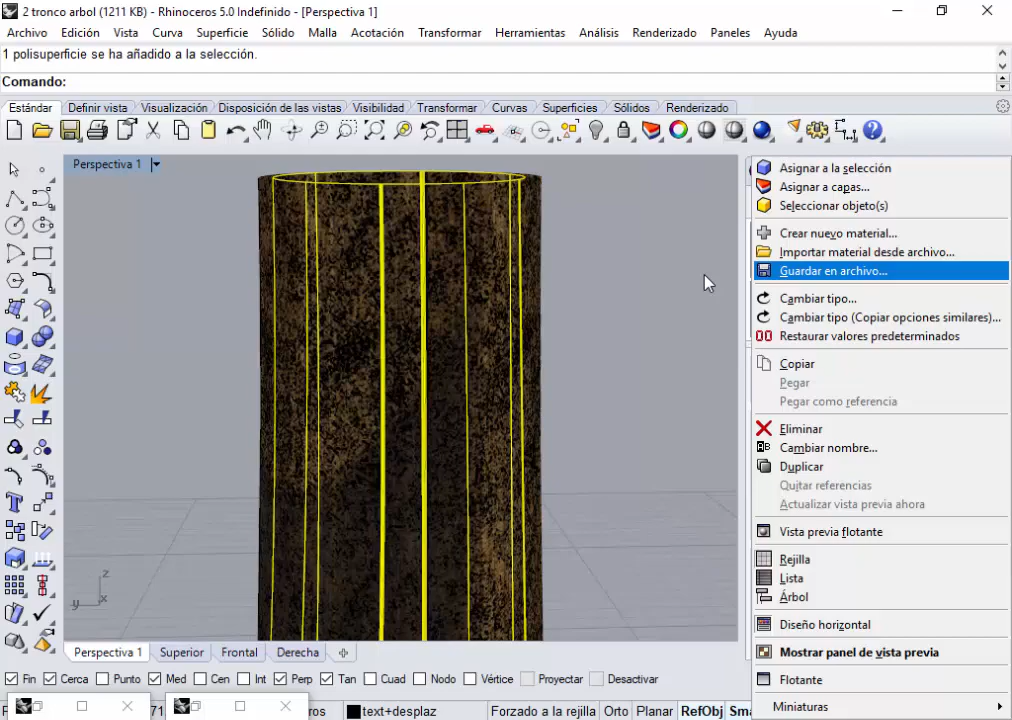 2 tronco arbol (1211 KB) - Rhinoceros 5.0 Indefinido - [Perspectiva 1]
Archivo Edición Vista Curva Superficie Sólido Malla Acotación Transformar Herramientas Análisis Renderizado Paneles Ayuda
1 polisuperficie se ha añadido a la selección.
Comando:
Estándar Definir vista Visualización Disposición de las vistas Visibilidad Transformar Curvas Superficies Sólidos Renderizado
Perspectiva 1
Asignar a la selección
Asignar a capas...
Seleccionar objeto(s)
Crear nuevo material...
Importar material desde archivo...
Guardar en archivo...
Cambiar tipo...
Cambiar tipo (Copiar opciones similares)...
Restaurar valores predeterminados
Copiar
Pegar
Pegar como referencia
Eliminar
Cambiar nombre...
Duplicar
Quitar referencias
Actualizar vista previa ahora
Vista previa flotante
Rejilla
Lista
Árbol
Diseño horizontal
Mostrar panel de vista previa
Flotante
Miniaturas
z
y x
Perspectiva 1 Superior Frontal Derecha
Fin Cerca Punto Med Cen Int Perp Tan Cuad Nodo Vértice Proyectar Desactivar
71 ros text+desplaz Forzado a la rejilla Orto Planar RefObj Sma